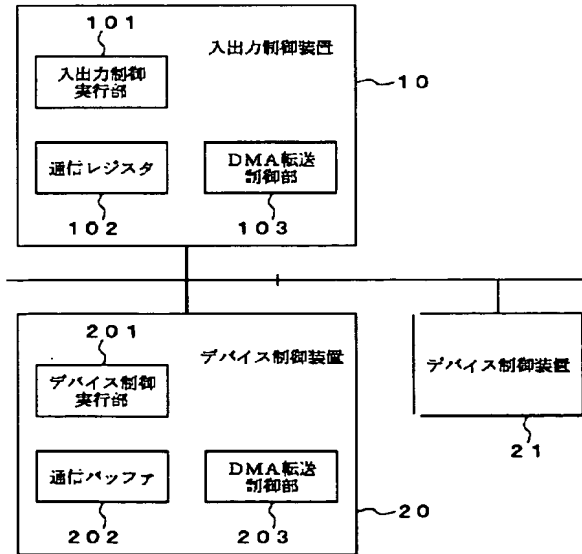 101
入出力制御装置
入出力制御
実行部
10
通信レジスタ
DMA転送
制御部
102
103
201
デバイス制御装置
デバイス制御
実行部
デバイス制御装置
21
通信バッファ
DMA転送
制御部
202
203
20